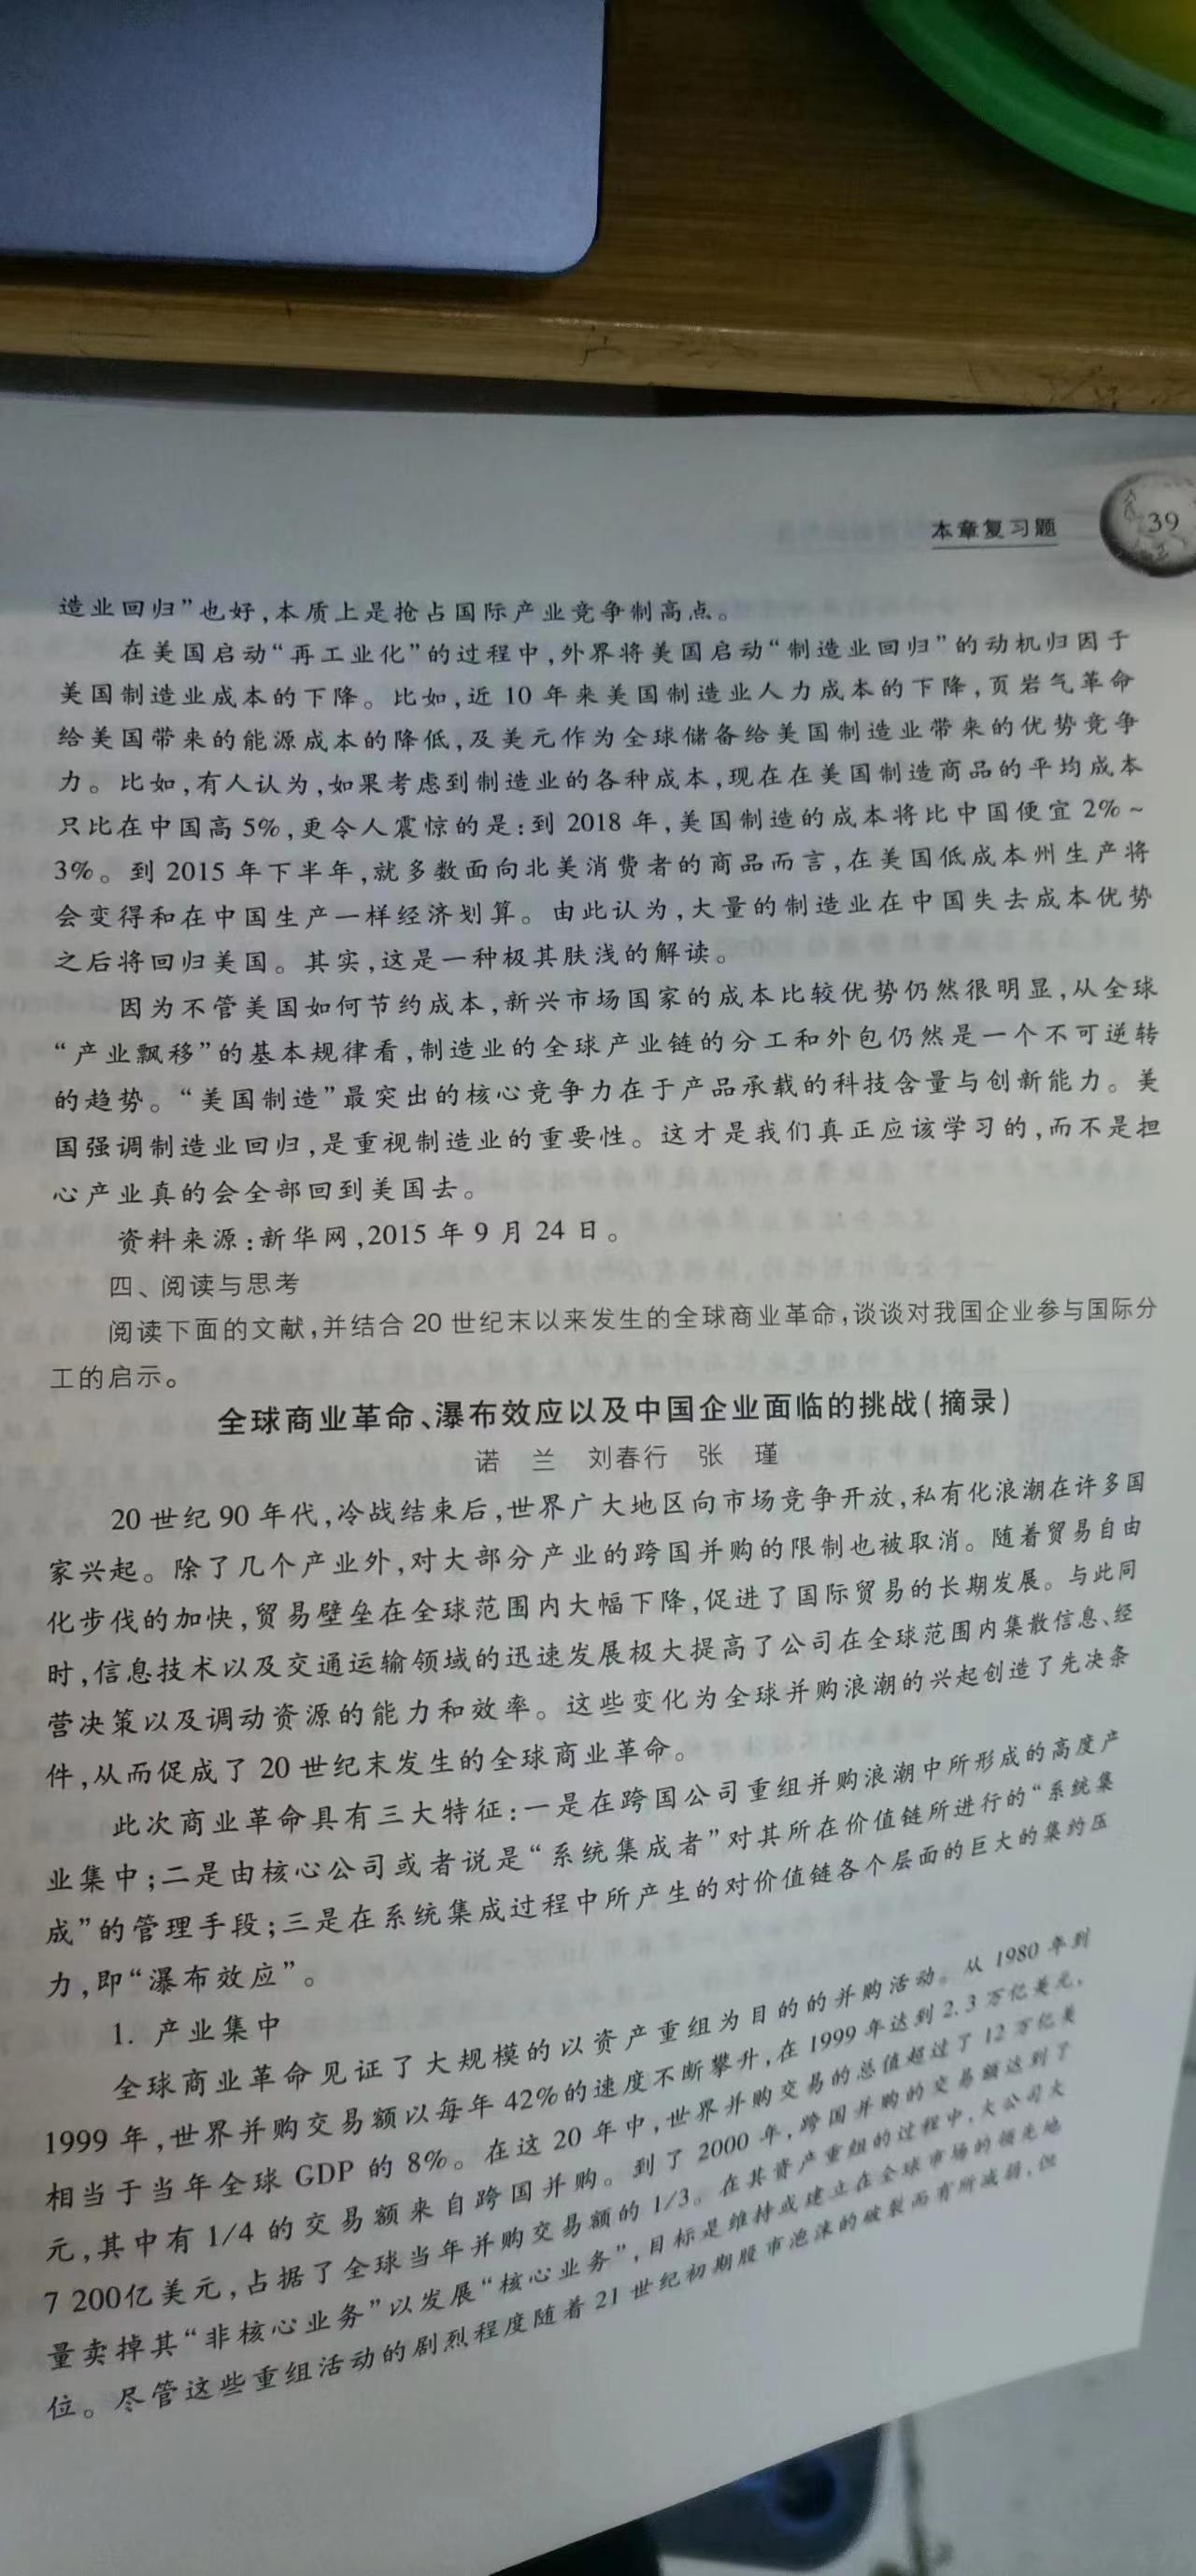 本章复习题
39
造业回归”也好，本质上是抢占国际产业竞争制高点。
在美国启动“再工业化”的过程中，外界将美国启动“制造业回归”的动机归因于
美国制造业成本的下降。比如，近 10 年来美国制造业人力成本的下降，页岩气革命
给美国带来的能源成本的降低，及美元作为全球储备给美国制造业带来的优势竞争
力。比如，有人认为，如果考虑到制造业的各种成本，现在在美国制造商品的平均成本
只比在中国高 5%，更令人震惊的是：到 2018 年，美国制造的成本将比中国便宜 2%～
3%。到 2015 年下半年，就多数面向北美消费者的商品而言，在美国低成本州生产将
会变得和在中国生产一样经济划算。由此认为，大量的制造业在中国失去成本优势
之后将回归美国。其实，这是一种极其肤浅的解读。
因为不管美国如何节约成本，新兴市场国家的成本比较优势仍然很明显，从全球
“产业飘移”的基本规律看，制造业的全球产业链的分工和外包仍然是一个不可逆转
的趋势。“美国制造”最突出的核心竞争力在于产品承载的科技含量与创新能力。美
国强调制造业回归，是重视制造业的重要性。这才是我们真正应该学习的，而不是担
心产业真的会全部回到美国去。
资料来源：新华网，2015 年 9 月 24 日。
四、阅读与思考
阅读下面的文献，并结合 20 世纪末以来发生的全球商业革命，谈谈对我国企业参与国际分
工的启示。
全球商业革命、瀑布效应以及中国企业面临的挑战（摘录）
诺 兰 刘春行 张 瑾
20 世纪 90 年代，冷战结束后，世界广大地区向市场竞争开放，私有化浪潮在许多国
家兴起。除了几个产业外，对大部分产业的跨国并购的限制也被取消。随着贸易自由
化步伐的加快，贸易壁垒在全球范围内大幅下降，促进了国际贸易的长期发展。与此同
时，信息技术以及交通运输领域的迅速发展极大提高了公司在全球范围内集散信息、经
营决策以及调动资源的能力和效率。这些变化为全球并购浪潮的兴起创造了先决条
件，从而促成了 20 世纪末发生的全球商业革命。
此次商业革命具有三大特征：一是在跨国公司重组并购浪潮中所形成的高度产
业集中；二是由核心公司或者说是“系统集成者”对其所在价值链所进行的“系统集
成”的管理手段；三是在系统集成过程中所产生的对价值链各个层面的巨大的集约压
力，即“瀑布效应”。
1. 产业集中
全球商业革命见证了大规模的以资产重组为目的的并购活动。从 1980 年到
1999 年，世界并购交易额以每年 42%的速度不断攀升，在 1999 年达到 2.3 万亿美元，
相当于当年全球 GDP 的 8%。在这 20 年中，世界并购交易的总值超过了 12 万亿美
元，其中有 1/4 的交易额来自跨国并购。到了 2000 年，跨国并购的交易额达到了
7 200亿美元，占据了全球当年并购交易额的 1/3。在其资产重组的过程中，大公司大
量卖掉其“非核心业务”以发展“核心业务”，目标是维持或建立在全球市场的领先地
位。尽管这些重组活动的剧烈程度随着 21 世纪初期股市泡沫的破裂而有所减弱，但